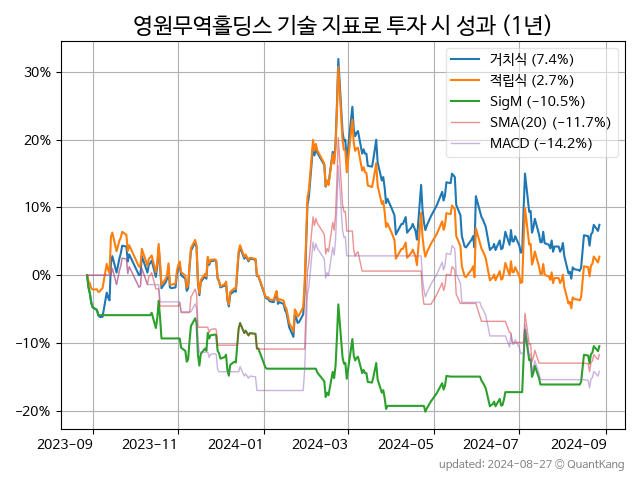 영원무역홀딩스 기술 지표로 투자 시 성과 (1년)
거치식 (7.4%)
적립식 (2.7%)
SigM (−10.5%)
SMA(20) (−11.7%)
MACD (−14.2%)
30%
20%
10%
0%
−10%
−20%
2023-09
2023-11
2024-01
2024-03
2024-05
2024-07
2024-09
updated: 2024-08-27 © QuantKang